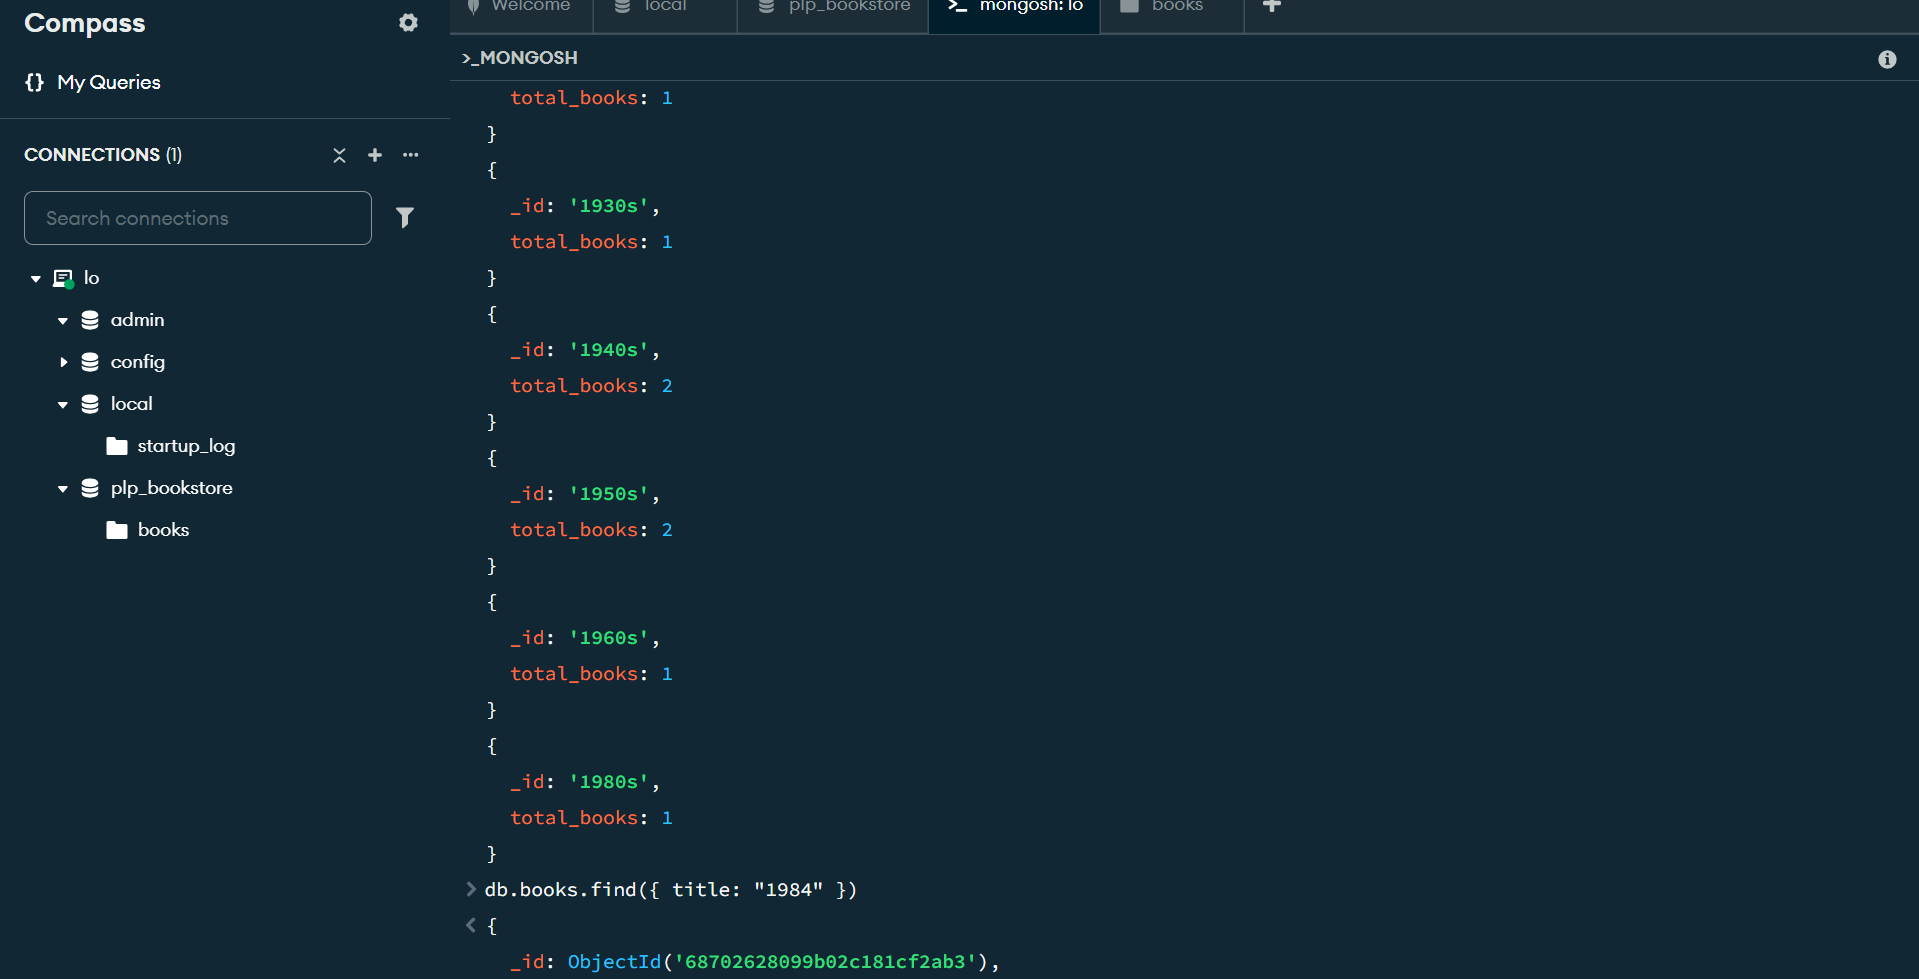 Compass
My Queries
CONNECTIONS (1)
Search connections
lo
admin
config
local
startup_log
plp_bookstore
books
Welcome
local
plp_bookstore
>_ mongosh: lo
books
>_MONGOSH
total_books: 1
}
{
_id: '1930s',
total_books: 1
}
{
_id: '1940s',
total_books: 2
}
{
_id: '1950s',
total_books: 2
}
{
_id: '1960s',
total_books: 1
}
{
_id: '1980s',
total_books: 1
}
> db.books.find({ title: "1984" })
< {
_id: ObjectId('68702628099b02c181cf2ab3'),